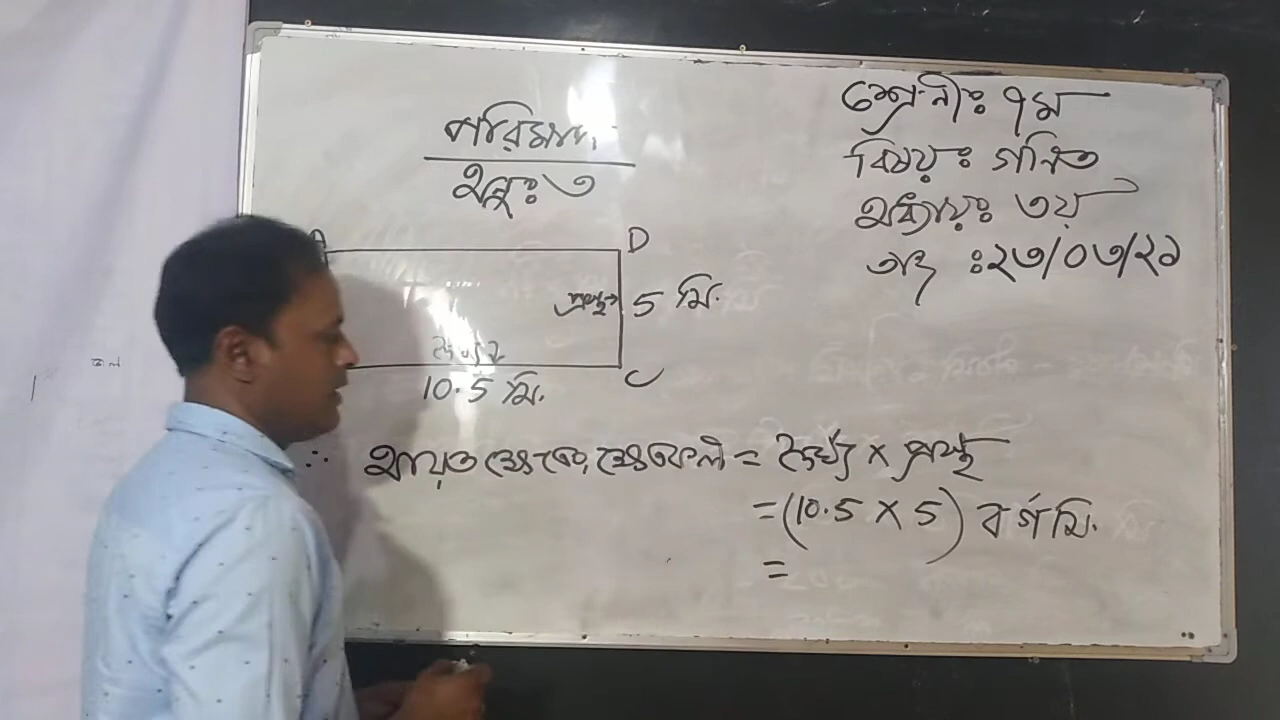 পরিমাপ
অনুঃ ৩
শ্রেণীঃ ৭ম
বিষয়ঃ গণিত
অধ্যায়ঃ ৩য়
তাং ঃ ২৩/০৩/২১
A
D
প্রস্থ→ 5 মি.
দৈর্ঘ্য
10.5 মি.
C
∴ আয়তক্ষেত্রের ক্ষেত্রফল = দৈর্ঘ্য × প্রস্থ
= (10.5 × 5) বর্গমি.
=